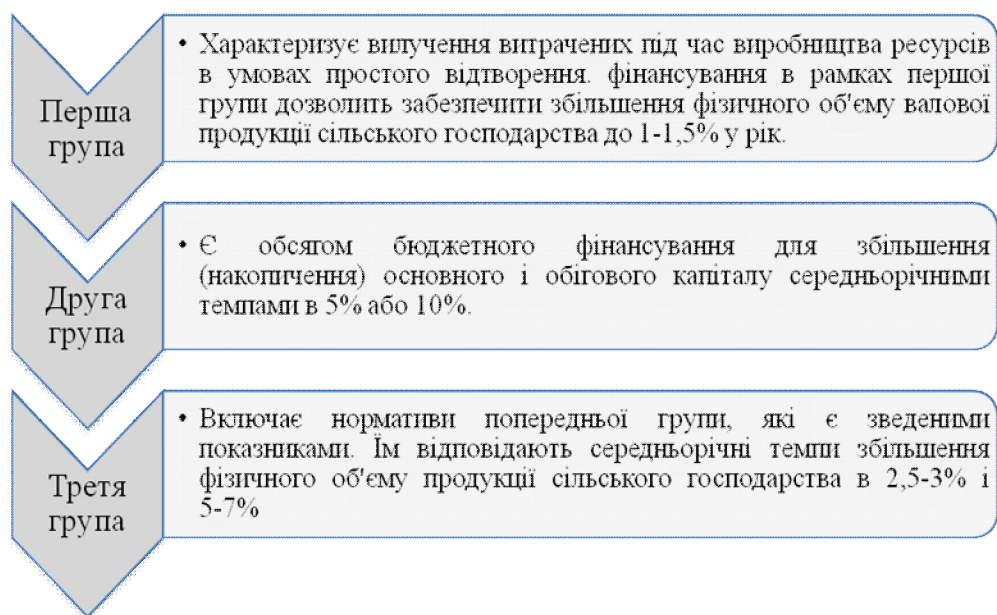 Перша
група
• Характеризує вилучення витрачених під час виробництва ресурсів
в умовах простого відтворення. фінансування в рамках першої
групи дозволить забезпечити збільшення фізичного об'єму валової
продукції сільського господарства до 1-1,5% у рік.
Друга
група
• Є обсягом бюджетного фінансування для збільшення
(накопичення) основного і обігового капіталу середньорічними
темпами в 5% або 10%.
Третя
група
• Включає нормативи попередньої групи, які є зведеними
показниками. Їм відповідають середньорічні темпи збільшення
фізичного об'єму продукції сільського господарства в 2,5-3% і
5-7%